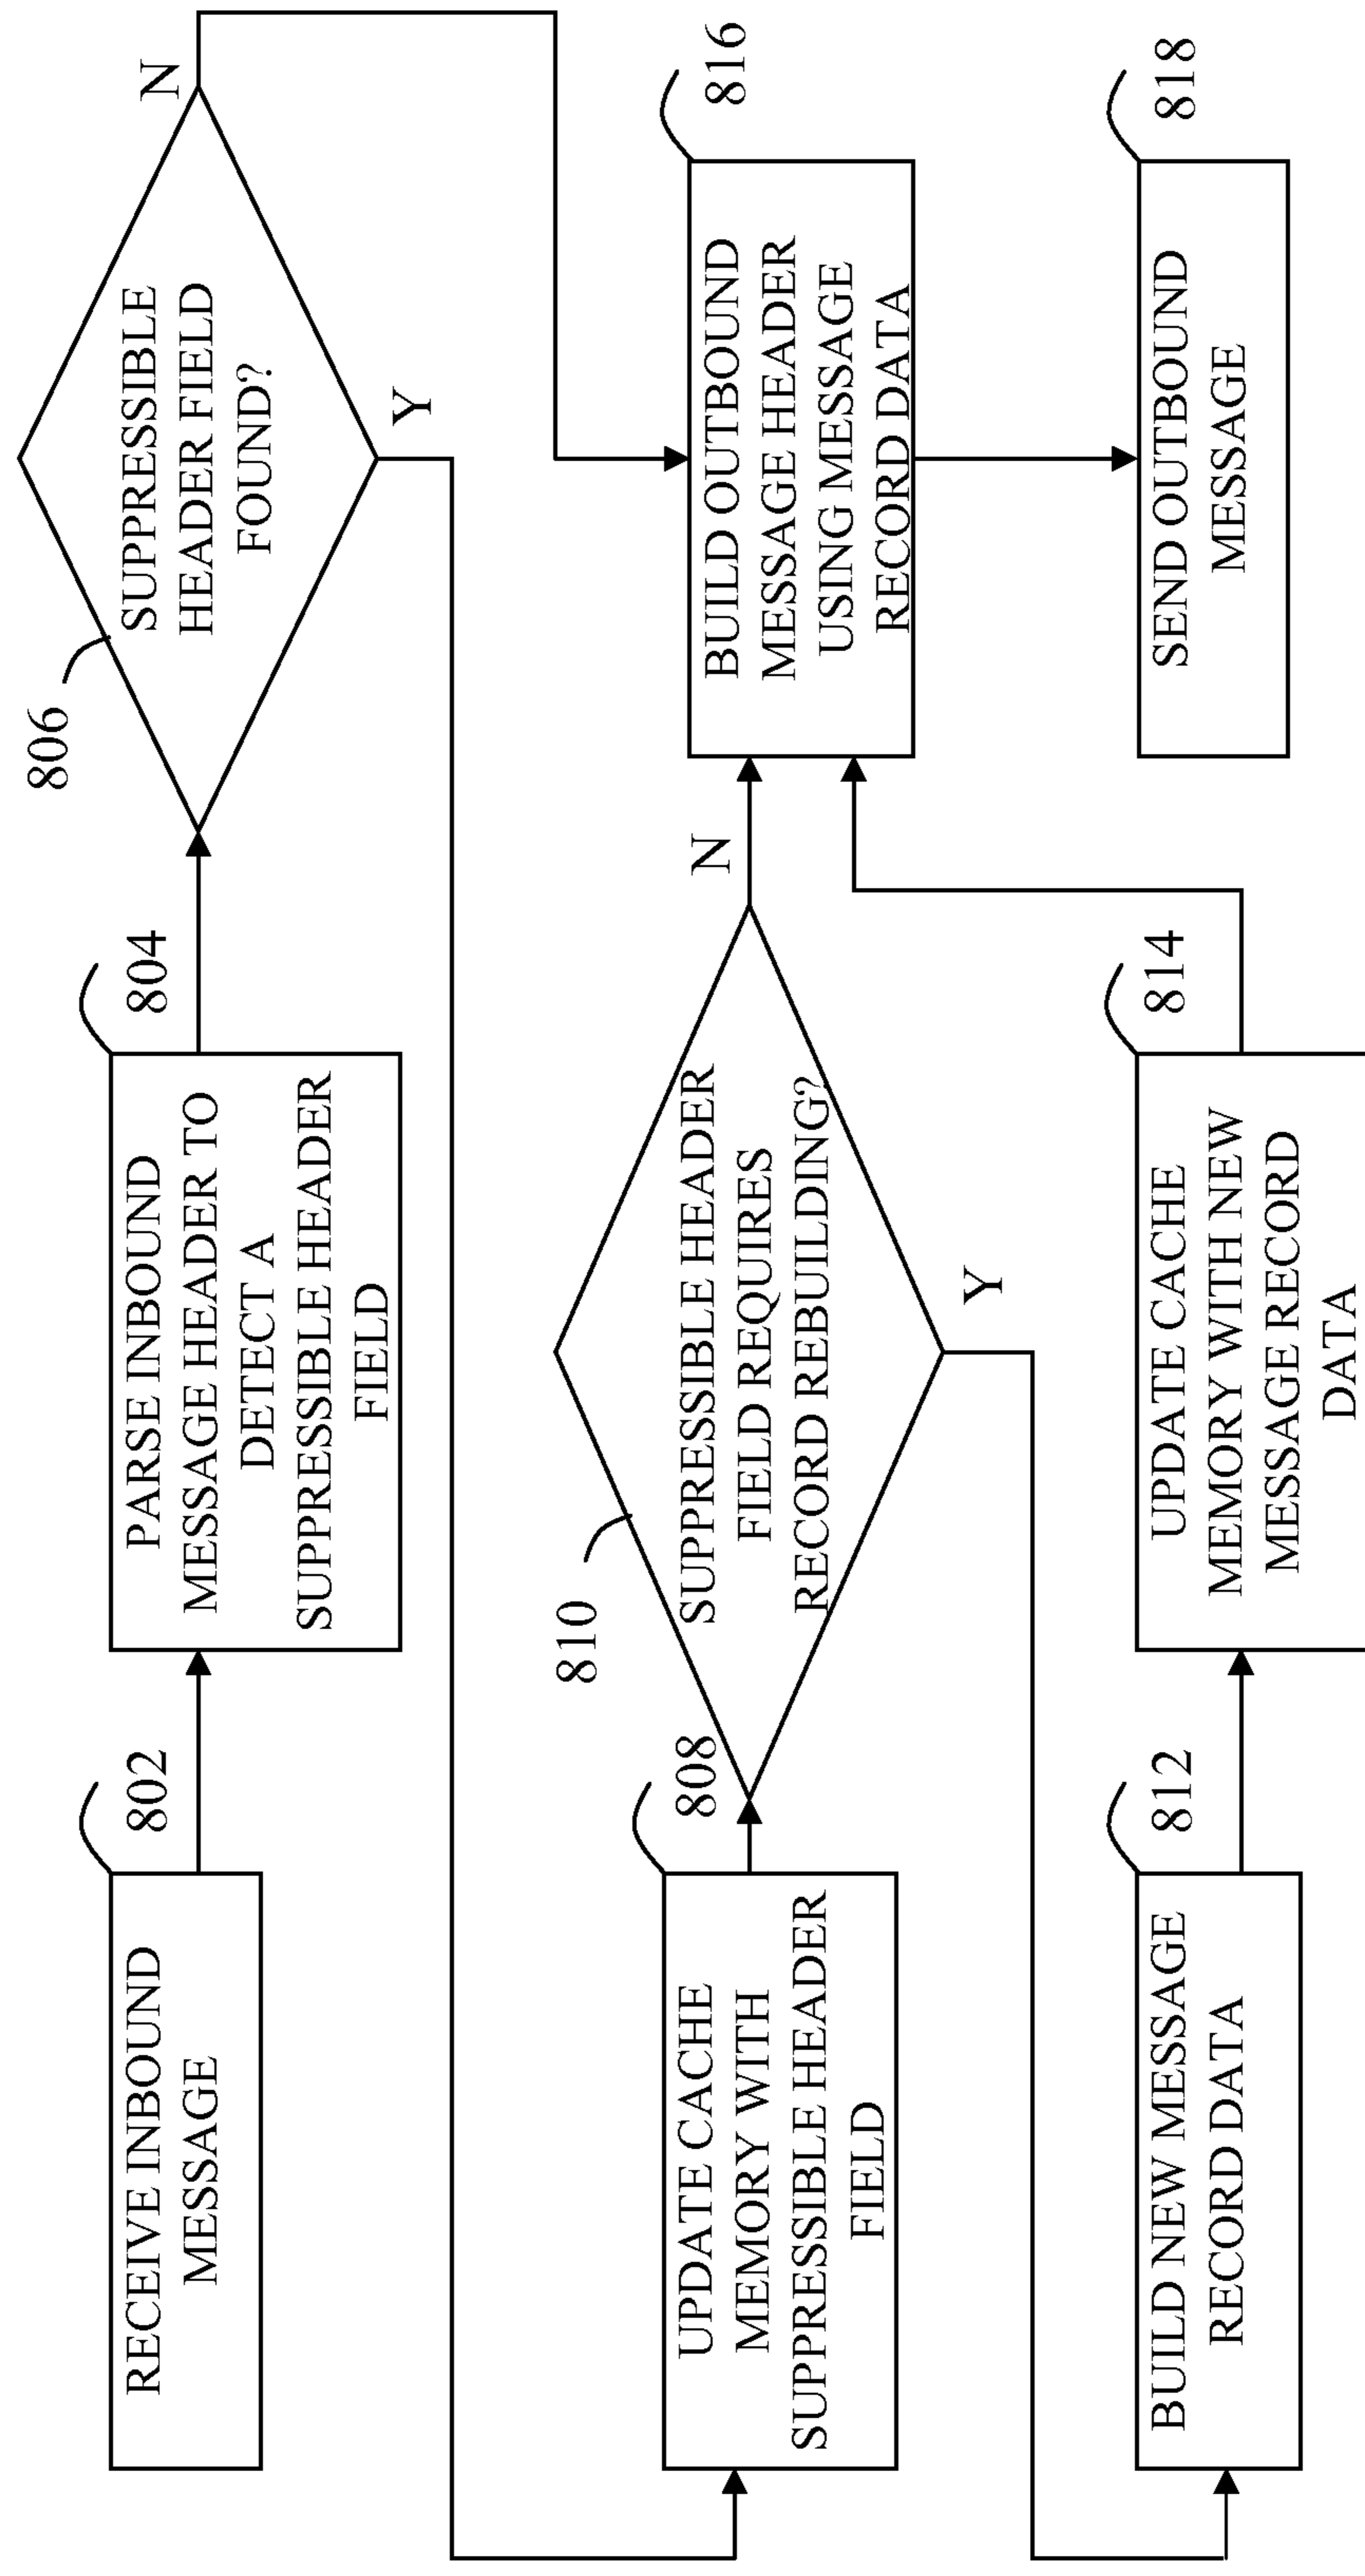 802
RECEIVE INBOUND
MESSAGE
804
PARSE INBOUND
MESSAGE HEADER TO
DETECT A
SUPPRESSIBLE HEADER
FIELD
806
SUPPRESSIBLE
HEADER FIELD
FOUND?
N
Y
808
UPDATE CACHE
MEMORY WITH
SUPPRESSIBLE HEADER
FIELD
810
SUPPRESSIBLE HEADER
FIELD REQUIRES
RECORD REBUILDING?
N
Y
816
BUILD OUTBOUND
MESSAGE HEADER
USING MESSAGE
RECORD DATA
812
BUILD NEW MESSAGE
RECORD DATA
814
UPDATE CACHE
MEMORY WITH NEW
MESSAGE RECORD
DATA
818
SEND OUTBOUND
MESSAGE